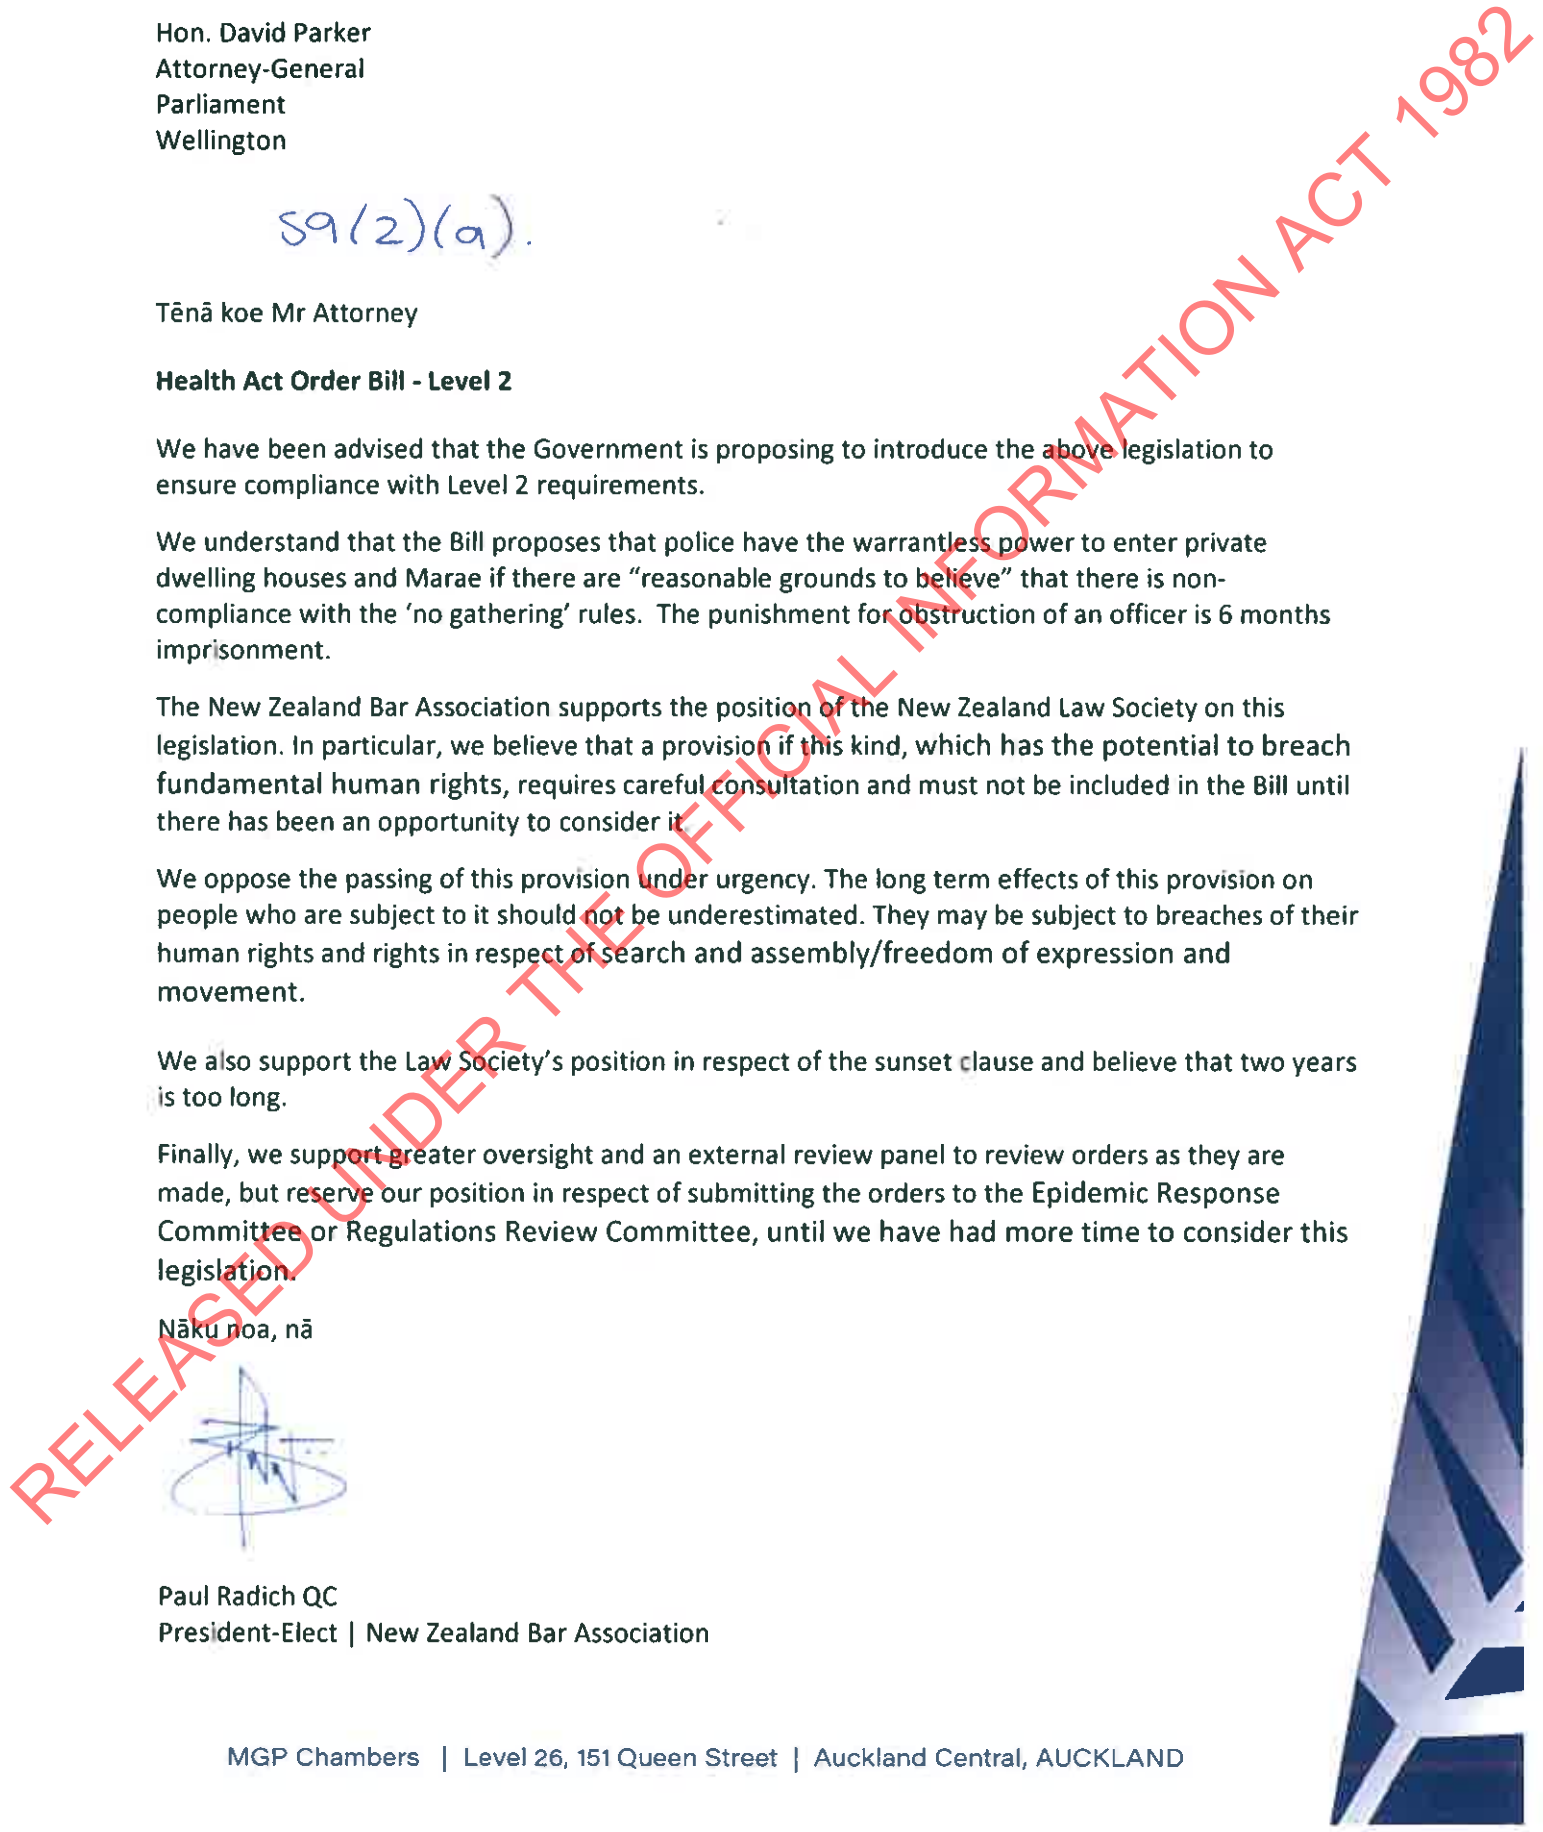 Hon. David Parker
Attorney-General
Parliament
Wellington
s9(2)(a).
Tēnā koe Mr Attorney
Health Act Order Bill - Level 2
We have been advised that the Government is proposing to introduce the above legislation to
ensure compliance with Level 2 requirements.
We understand that the Bill proposes that police have the warrantless power to enter private
dwelling houses and Marae if there are “reasonable grounds to believe” that there is non-
compliance with the ‘no gathering’ rules. The punishment for obstruction of an officer is 6 months
imprisonment.
The New Zealand Bar Association supports the position of the New Zealand Law Society on this
legislation. In particular, we believe that a provision if this kind, which has the potential to breach
fundamental human rights, requires careful consultation and must not be included in the Bill until
there has been an opportunity to consider it.
We oppose the passing of this provision under urgency. The long term effects of this provision on
people who are subject to it should not be underestimated. They may be subject to breaches of their
human rights and rights in respect of search and assembly/freedom of expression and
movement.
We also support the Law Society’s position in respect of the sunset clause and believe that two years
is too long.
Finally, we support greater oversight and an external review panel to review orders as they are
made, but reserve our position in respect of submitting the orders to the Epidemic Response
Committee or Regulations Review Committee, until we have had more time to consider this
legislation.
Nāku noa, nā
Paul Radich QC
President-Elect | New Zealand Bar Association
MGP Chambers | Level 26, 151 Queen Street | Auckland Central, AUCKLAND
RELEASED UNDER THE OFFICIAL INFORMATION ACT 1982